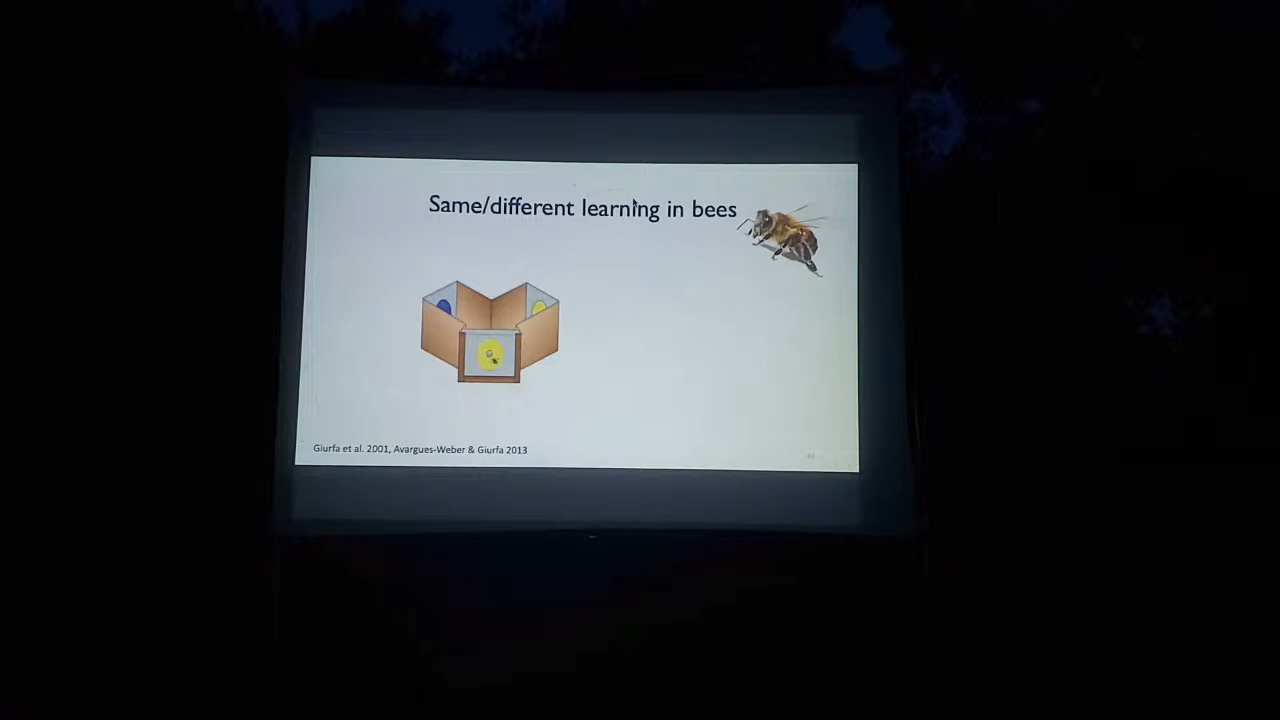 Same/different learning in bees
Giurfa et al. 2001, Avargues-Weber & Giurfa 2013